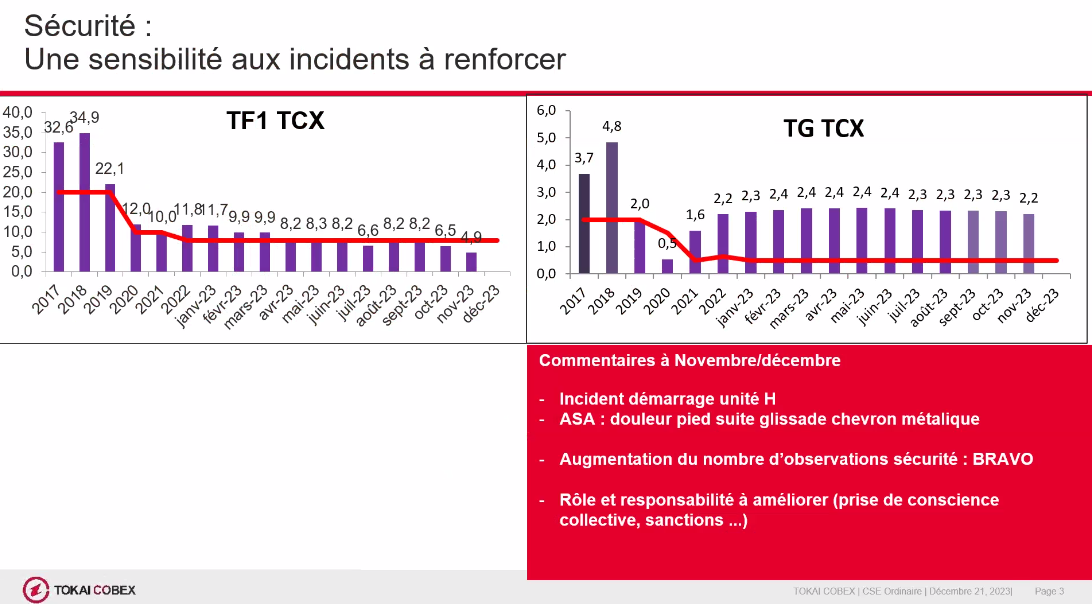 Sécurité :
Une sensibilité aux incidents à renforcer
TF1 TCX
40,0
35,0
30,0
25,0
20,0
15,0
10,0
5,0
0,0
32,6 34,9 22,1 12,0 10,0 11,8 11,7 9,9 9,9 8,2 8,3 8,2 6,6 8,2 8,2 6,5 4,9
2017 2018 2019 2020 2021 2022 janv-23 févr-23 mars-23 avr-23 mai-23 juin-23 juil-23 août-23 sept-23 oct-23 nov-23 déc-23
TG TCX
6,0
5,0
4,0
3,0
2,0
1,0
0,0
3,7 4,8 2,0 0,5 1,6 2,2 2,3 2,4 2,4 2,4 2,4 2,4 2,3 2,3 2,3 2,3 2,2
2017 2018 2019 2020 2021 2022 janv-23 févr-23 mars-23 avr-23 mai-23 juin-23 juil-23 août-23 sept-23 oct-23 nov-23 déc-23
Commentaires à Novembre/décembre
- Incident démarrage unité H
- ASA : douleur pied suite glissade chevron métalique
- Augmentation du nombre d'observations sécurité : BRAVO
- Rôle et responsabilité à améliorer (prise de conscience
collective, sanctions ...)
TOKAI COBEX
TOKAI COBEX | CSE Ordinaire | Décembre 21, 2023| Page 3